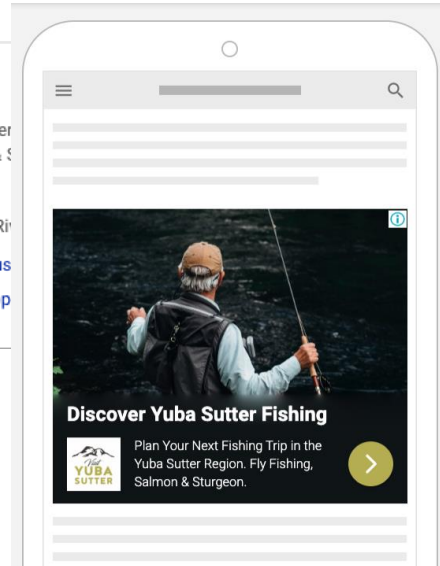 Discover Yuba Sutter Fishing
Visit
YUBA
SUTTER
Plan Your Next Fishing Trip in the
Yuba Sutter Region. Fly Fishing,
Salmon & Sturgeon.